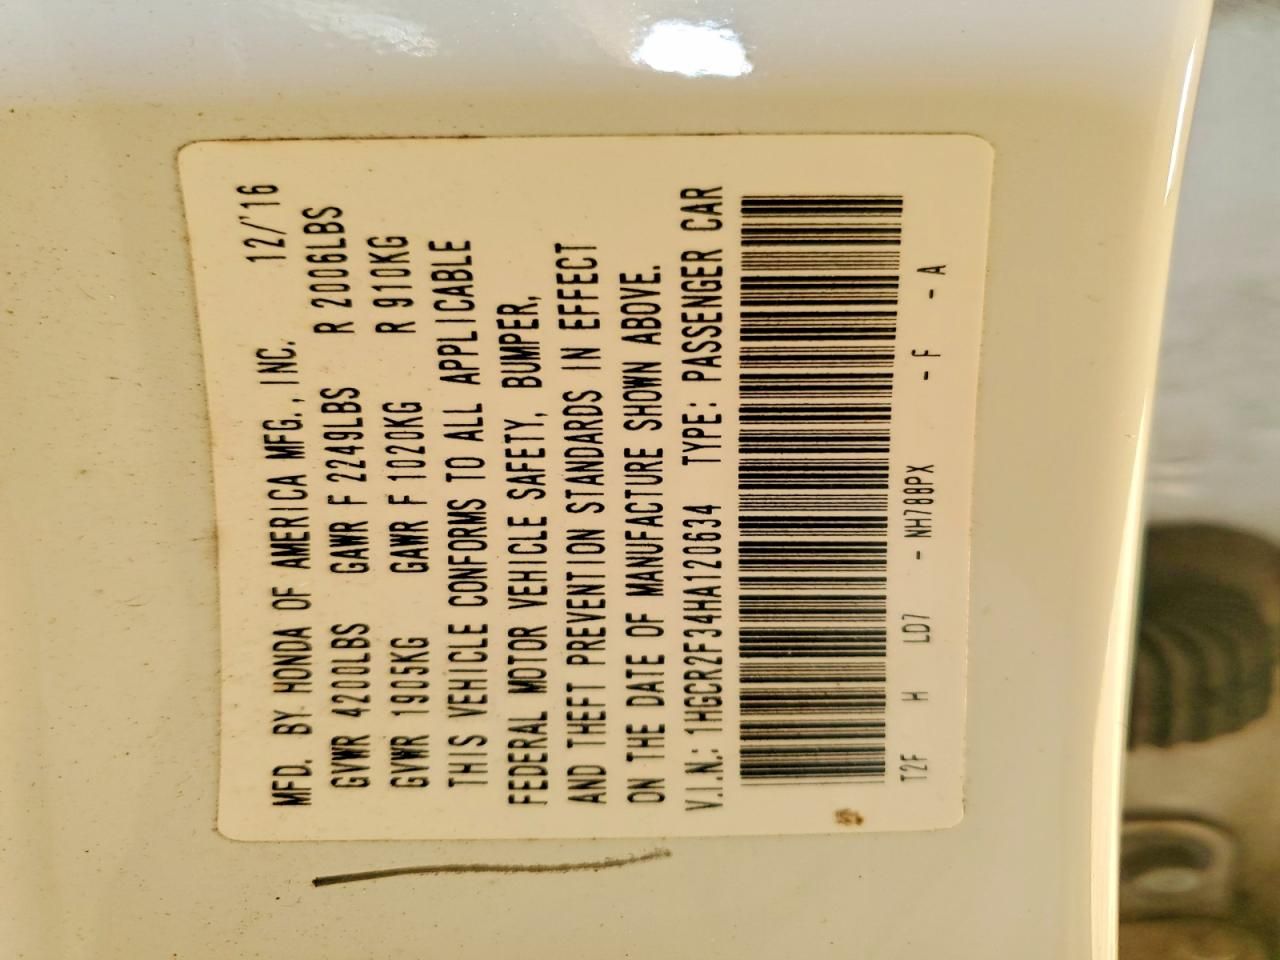 MFD. BY HONDA OF AMERICA MFG., INC. 12/'16
GVWR 4200LBS GAWR F 2249LBS R 2006LBS
GVWR 1905KG GAWR F 1020KG R 910KG
THIS VEHICLE CONFORMS TO ALL APPLICABLE
FEDERAL MOTOR VEHICLE SAFETY, BUMPER,
AND THEFT PREVENTION STANDARDS IN EFFECT
ON THE DATE OF MANUFACTURE SHOWN ABOVE.
V.I.N.: 1HGCR2F34HA120634 TYPE: PASSENGER CAR
T2F H LD7 - NH788PX - F - A